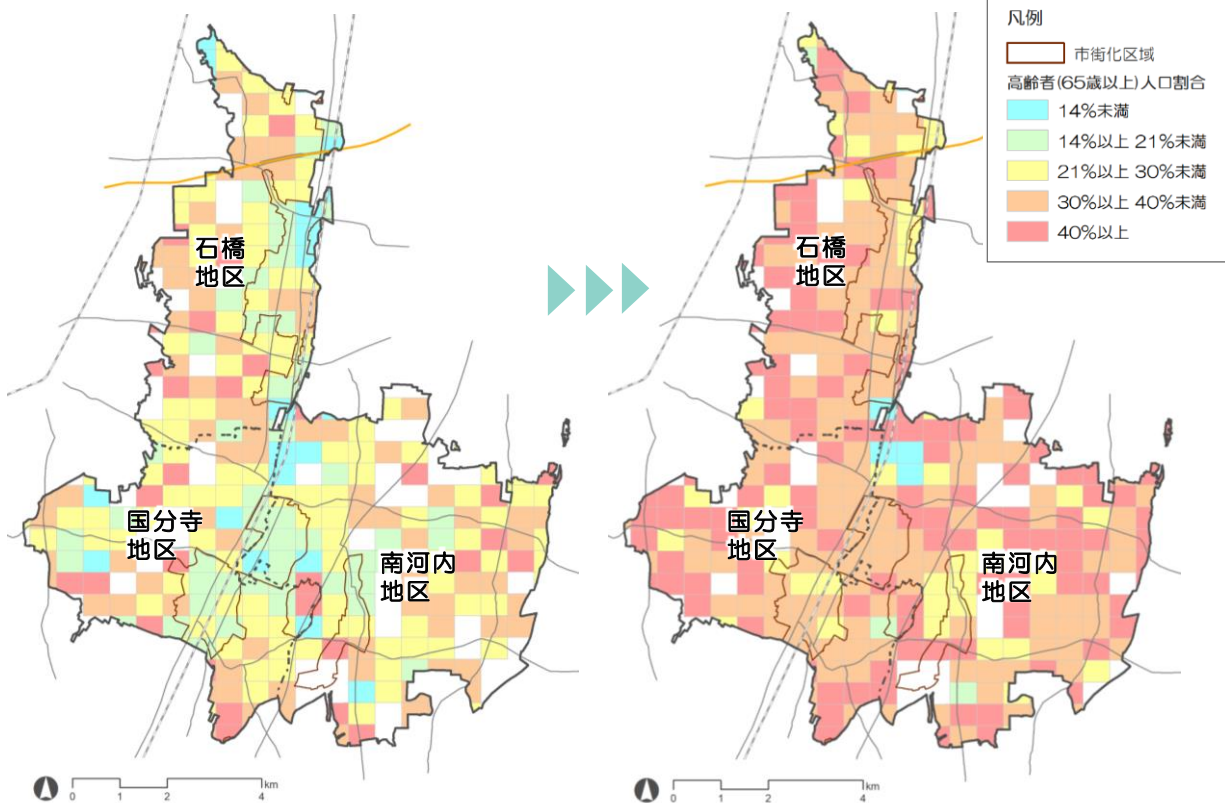 凡例
市街化区域
高齢者(65歳以上)人口割合
14%未満
14%以上 21%未満
21%以上 30%未満
30%以上 40%未満
40%以上
石橋
地区
国分寺
地区
南河内
地区
0 1 2 4 km
石橋
地区
国分寺
地区
南河内
地区
0 1 2 4 km